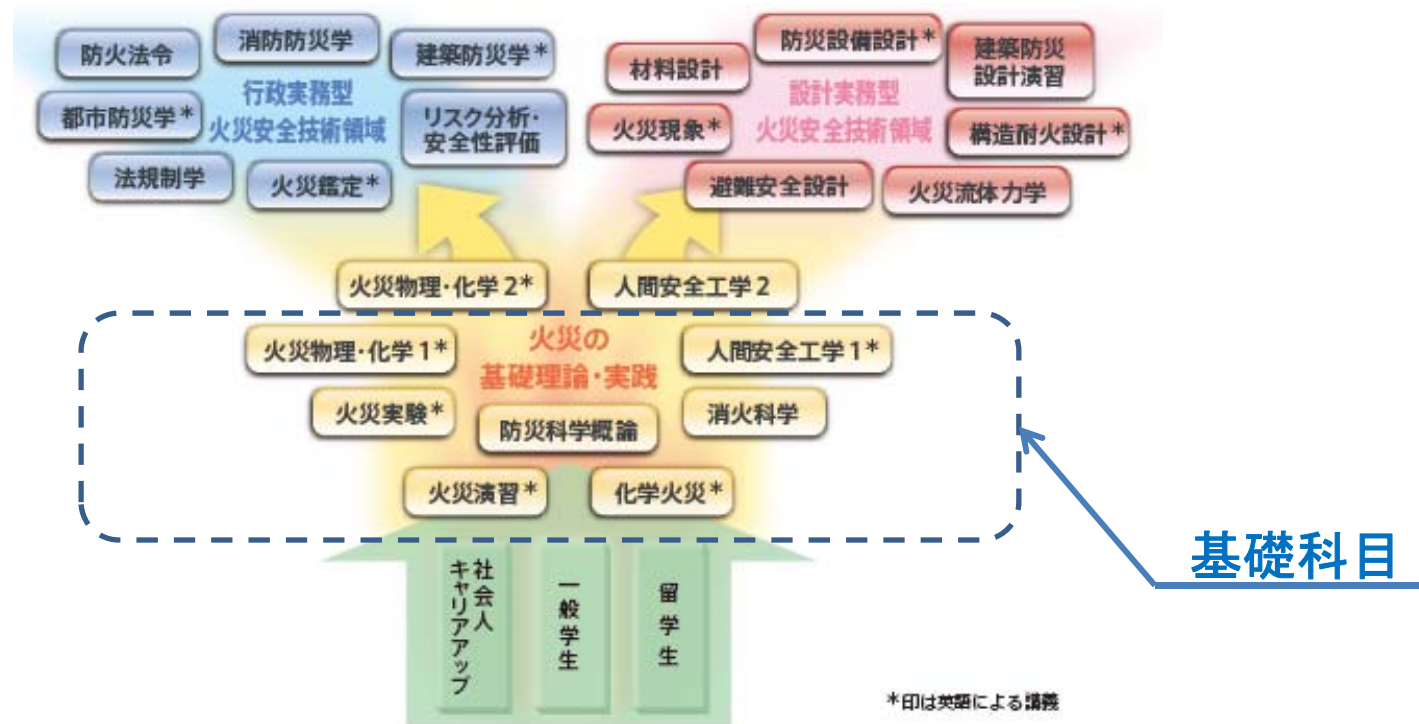 防火法令
消防防災学
建築防災学*
都市防災学*
行政実務型
火災安全技術領域
リスク分析・
安全性評価
法規制学
火災鑑定*
材料設計
防災設備設計*
建築防災
設計演習
火災現象*
設計実務型
火災安全技術領域
構造耐火設計*
避難安全設計
火災流体力学
火災物理・化学2*
人間安全工学2
火災物理・化学1*
火災の
基礎理論・実践
人間安全工学1*
火災実験*
防災科学概論
消火科学
火災演習*
化学火災*
基礎科目
社会人
キャリアアップ
一般学生
留学生
*印は英語による講義